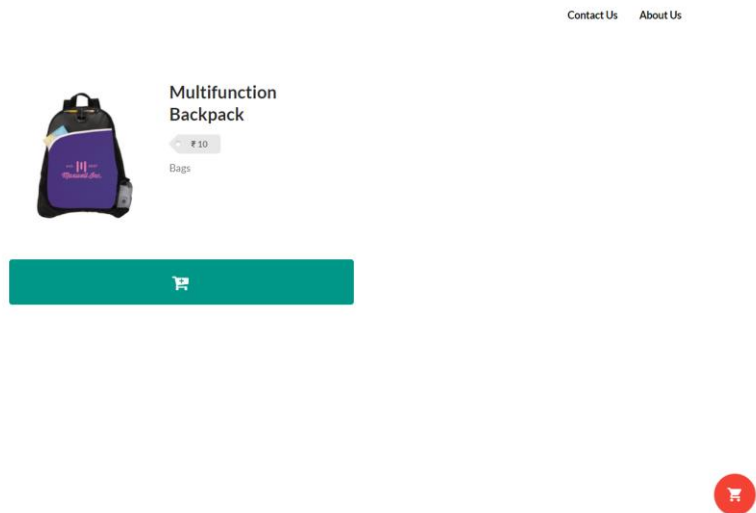 Contact Us About Us
Multifunction
Backpack
₹ 10
Bags